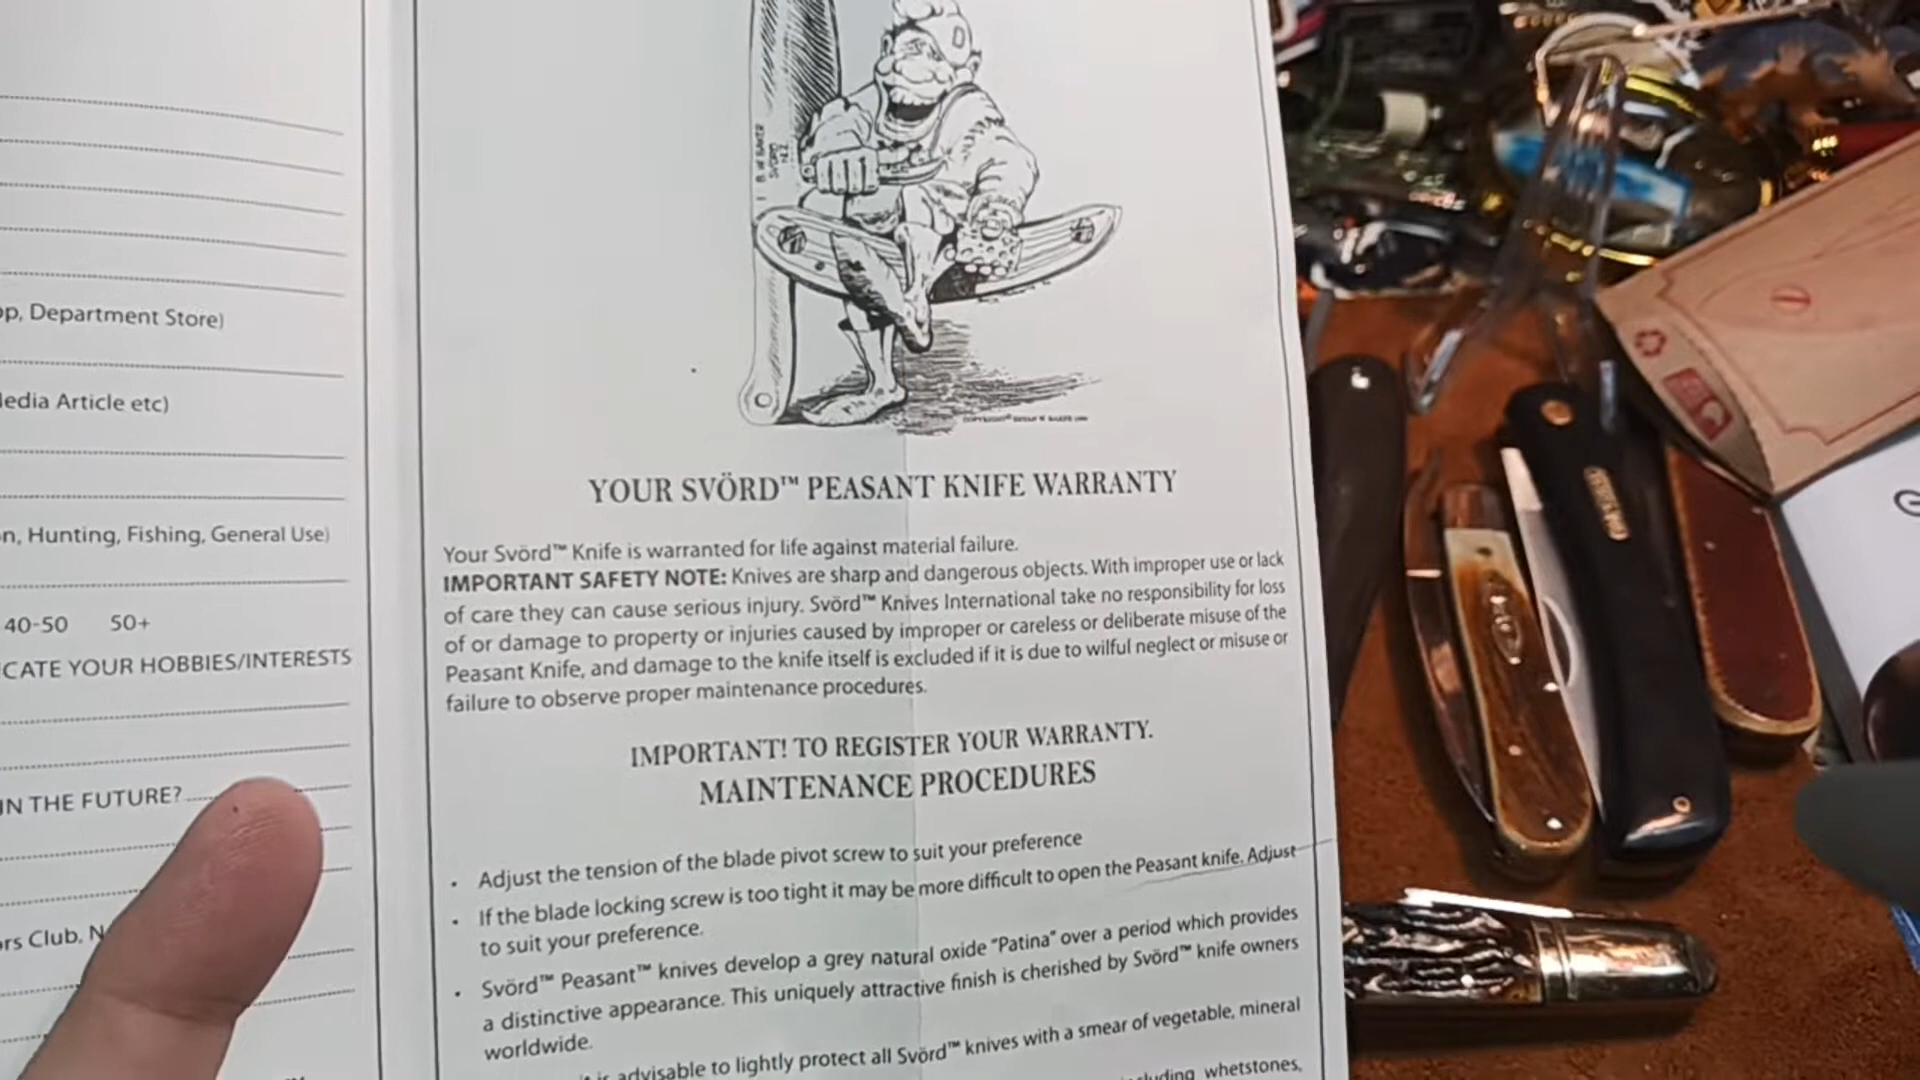 op, Department Store)
Media Article etc)
n, Hunting, Fishing, General Use)
40-50 50+
CATE YOUR HOBBIES/INTERESTS
IN THE FUTURE?
ors Club, N
B. W BAKER
SVORD
N.Z.
YOUR SVÖRD™ PEASANT KNIFE WARRANTY
Your Svörd™ Knife is warranted for life against material failure.
IMPORTANT SAFETY NOTE: Knives are sharp and dangerous objects. With improper use or lack
of care they can cause serious injury. Svörd™ Knives International take no responsibility for loss
of or damage to property or injuries caused by improper or careless or deliberate misuse of the
Peasant Knife, and damage to the knife itself is excluded if it is due to wilful neglect or misuse or
failure to observe proper maintenance procedures.
IMPORTANT! TO REGISTER YOUR WARRANTY.
MAINTENANCE PROCEDURES
• Adjust the tension of the blade pivot screw to suit your preference
• If the blade locking screw is too tight it may be more difficult to open the Peasant knife. Adjust
to suit your preference.
• Svörd™ Peasant™ knives develop a grey natural oxide "Patina" over a period which provides
a distinctive appearance. This uniquely attractive finish is cherished by Svörd™ knife owners
worldwide.
is advisable to lightly protect all Svörd™ knives with a smear of vegetable, mineral
whetstones,